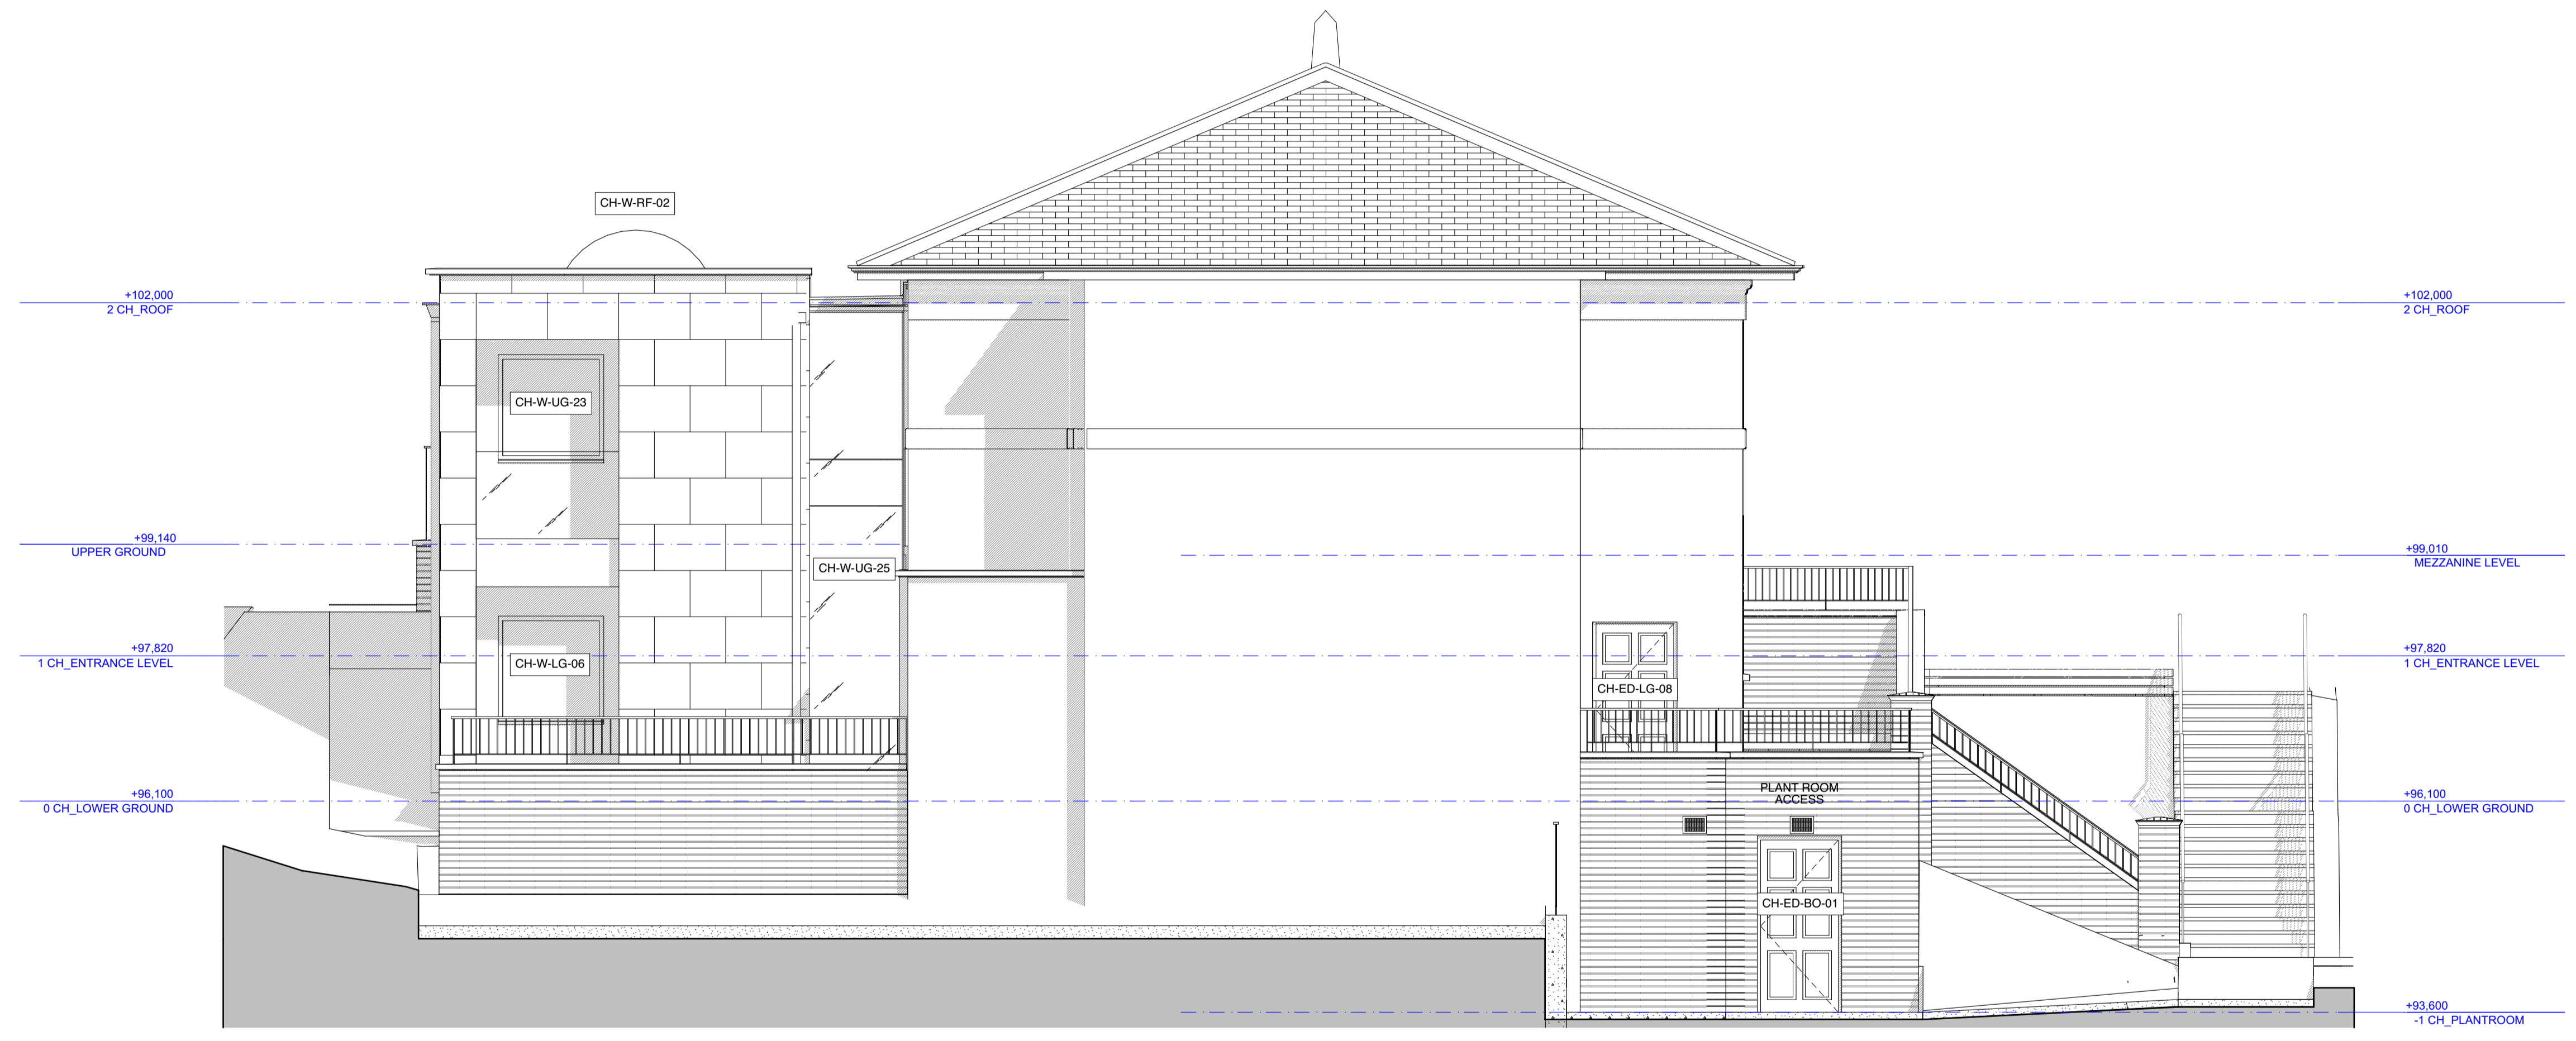 CH-W-RF-02
+102,000
2 CH_ROOF
+102,000
2 CH_ROOF
CH-W-UG-23
+99,140
UPPER GROUND
+99,010
MEZZANINE LEVEL
CH-W-UG-25
+97,820
1 CH_ENTRANCE LEVEL
CH-W-LG-06
CH-ED-LG-08
+97,820
1 CH_ENTRANCE LEVEL
+96,100
0 CH_LOWER GROUND
PLANT ROOM
ACCESS
+96,100
0 CH_LOWER GROUND
CH-ED-BO-01
+93,600
-1 CH_PLANTROOM